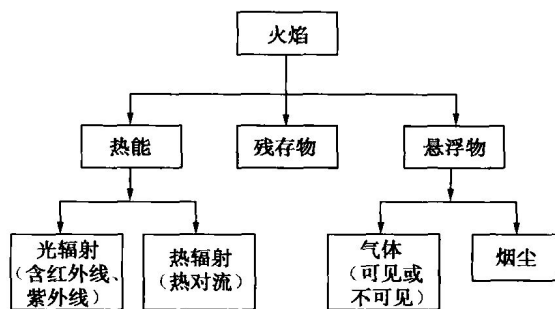 火焰
热能
残存物
悬浮物
光辐射
（含红外线、
紫外线）
热辐射
（热对流）
气体
（可见或
不可见）
烟尘